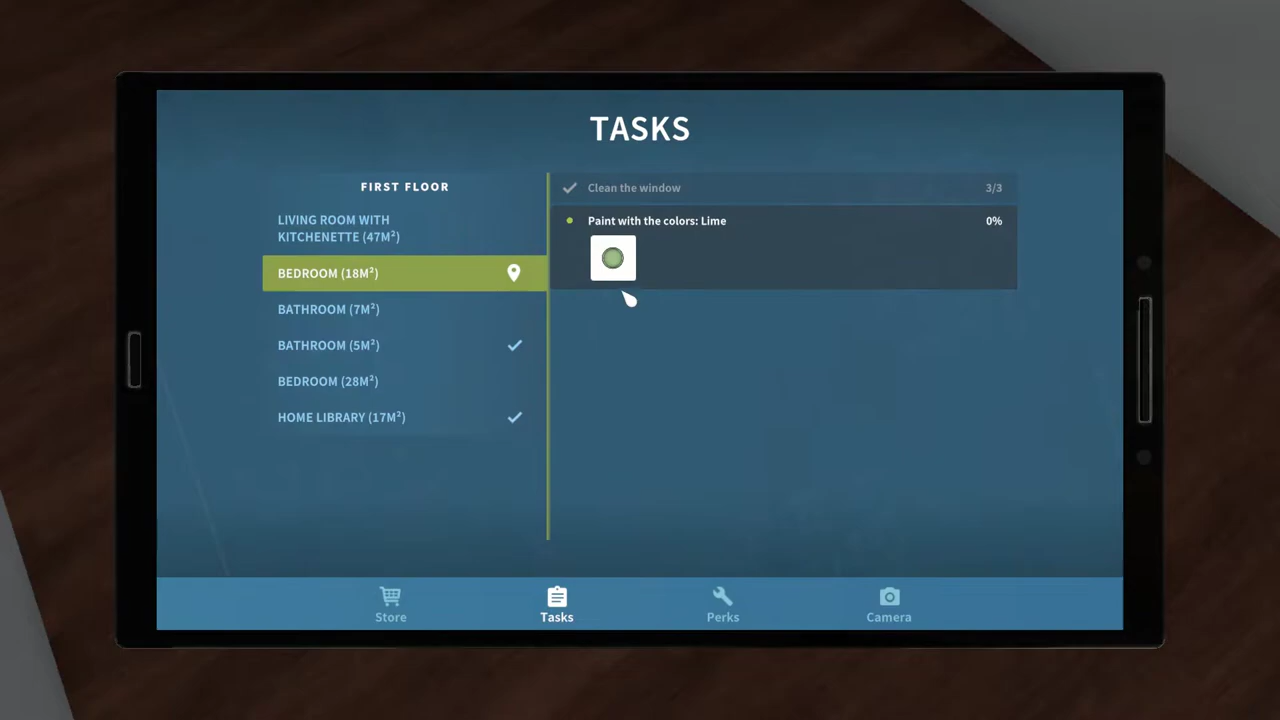 TASKS
FIRST FLOOR
LIVING ROOM WITH
KITCHENETTE (47M²)
BEDROOM (18M²)
BATHROOM (7M²)
BATHROOM (5M²)
BEDROOM (28M²)
HOME LIBRARY (17M²)
Clean the window 3/3
Paint with the colors: Lime 0%
Store
Tasks
Perks
Camera